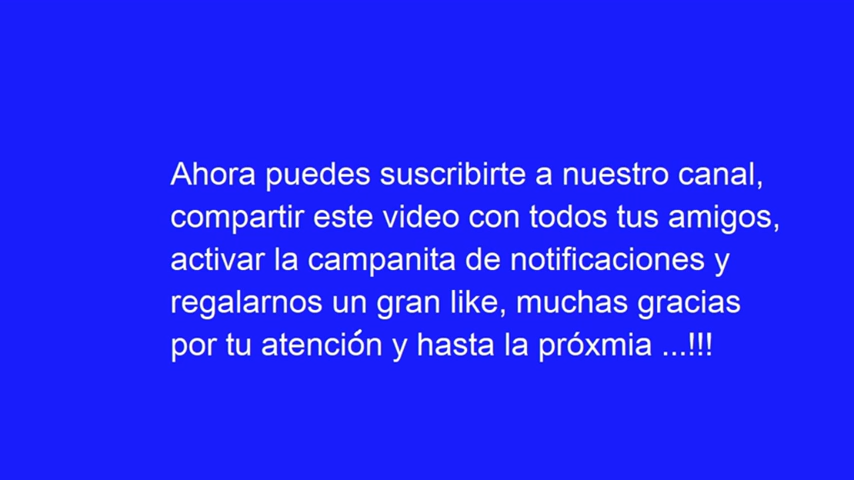 Ahora puedes suscribirte a nuestro canal,
compartir este video con todos tus amigos,
activar la campanita de notificaciones y
regalarnos un gran like, muchas gracias
por tu atención y hasta la próxmia ...!!!